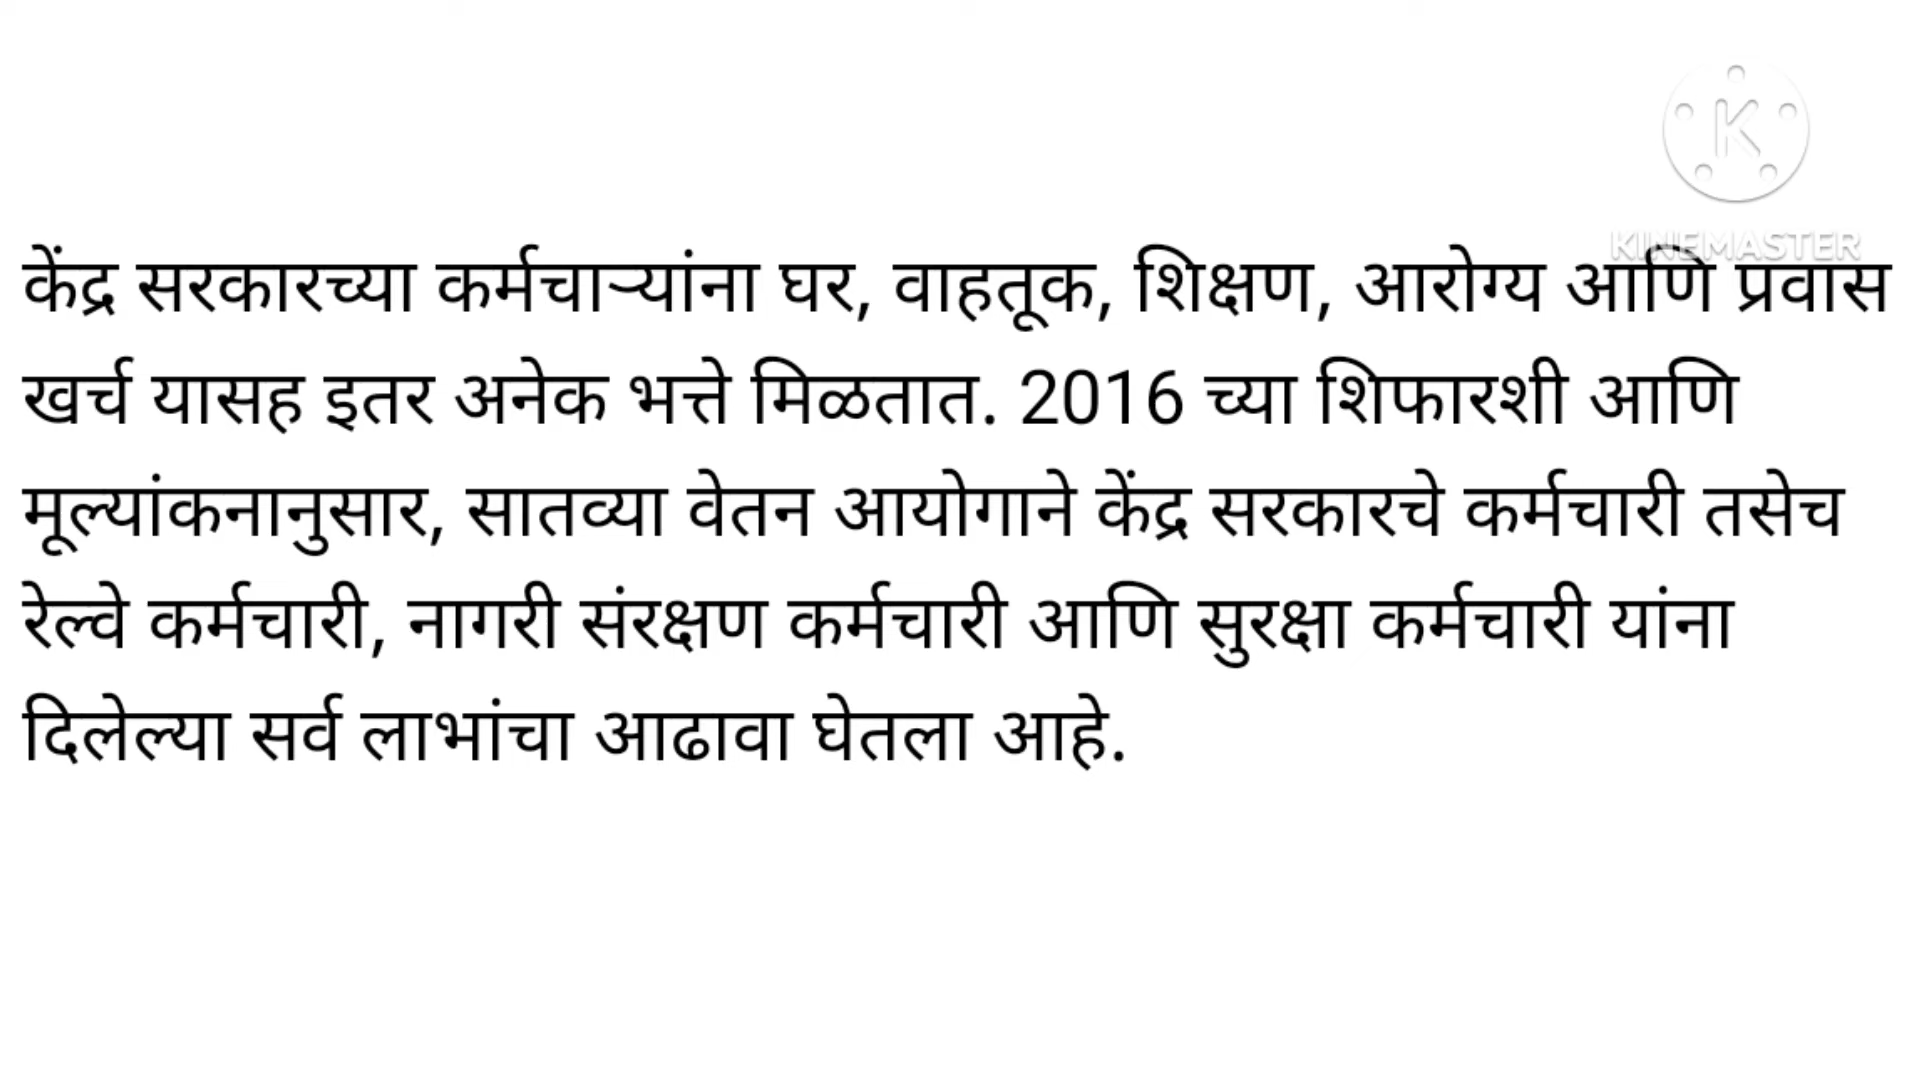 KINEMASTER
केंद्र सरकारच्या कर्मचाऱ्यांना घर, वाहतूक, शिक्षण, आरोग्य आणि प्रवास
खर्च यासह इतर अनेक भत्ते मिळतात. 2016 च्या शिफारशी आणि
मूल्यांकनानुसार, सातव्या वेतन आयोगाने केंद्र सरकारचे कर्मचारी तसेच
रेल्वे कर्मचारी, नागरी संरक्षण कर्मचारी आणि सुरक्षा कर्मचारी यांना
दिलेल्या सर्व लाभांचा आढावा घेतला आहे.